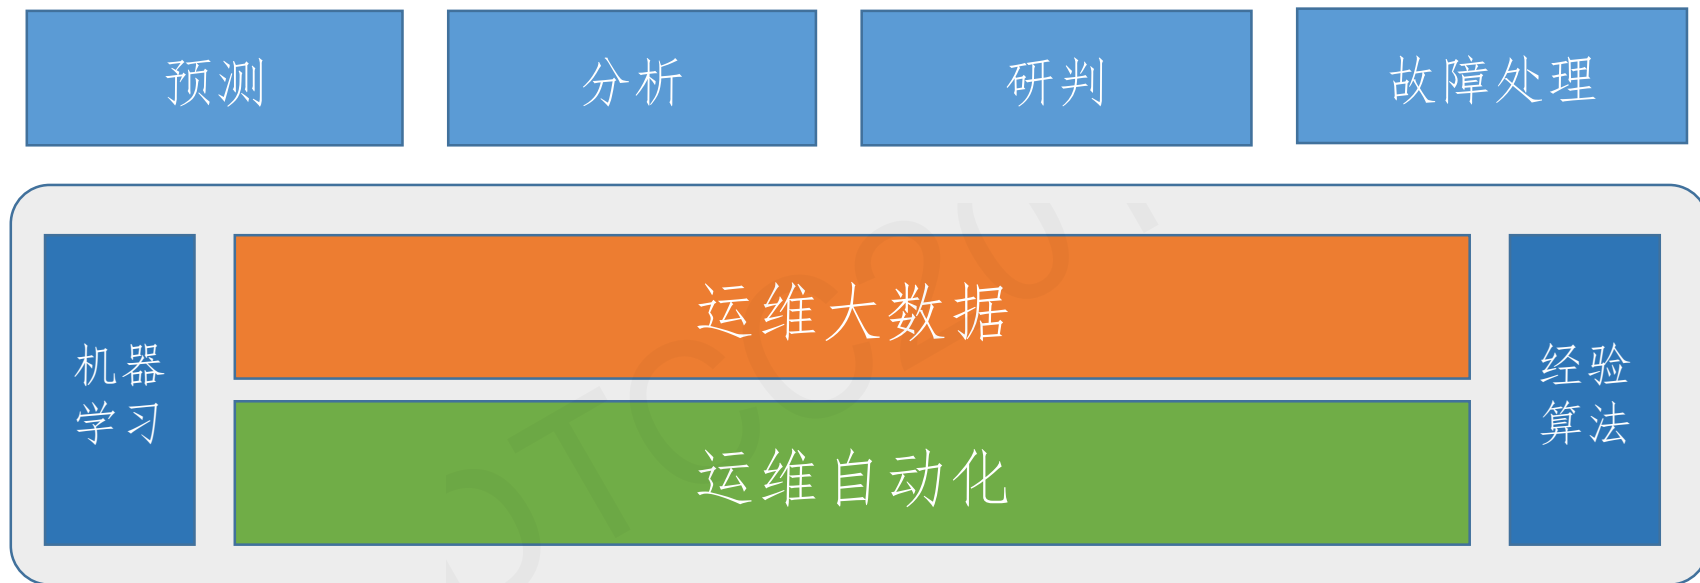 预测
分析
研判
故障处理
机器
学习
运维大数据
运维自动化
经验
算法